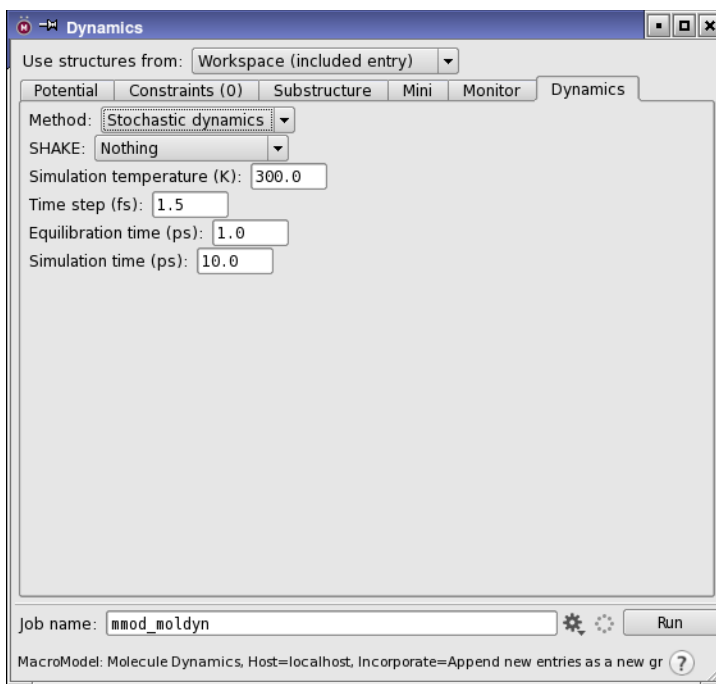 Dynamics
Use structures from: Workspace (included entry)
Potential Constraints (0) Substructure Mini Monitor Dynamics
Method: Stochastic dynamics
SHAKE: Nothing
Simulation temperature (K): 300.0
Time step (fs): 1.5
Equilibration time (ps): 1.0
Simulation time (ps): 10.0
Job name: mmod_moldyn Run
MacroModel: Molecule Dynamics, Host=localhost, Incorporate=Append new entries as a new gr ?